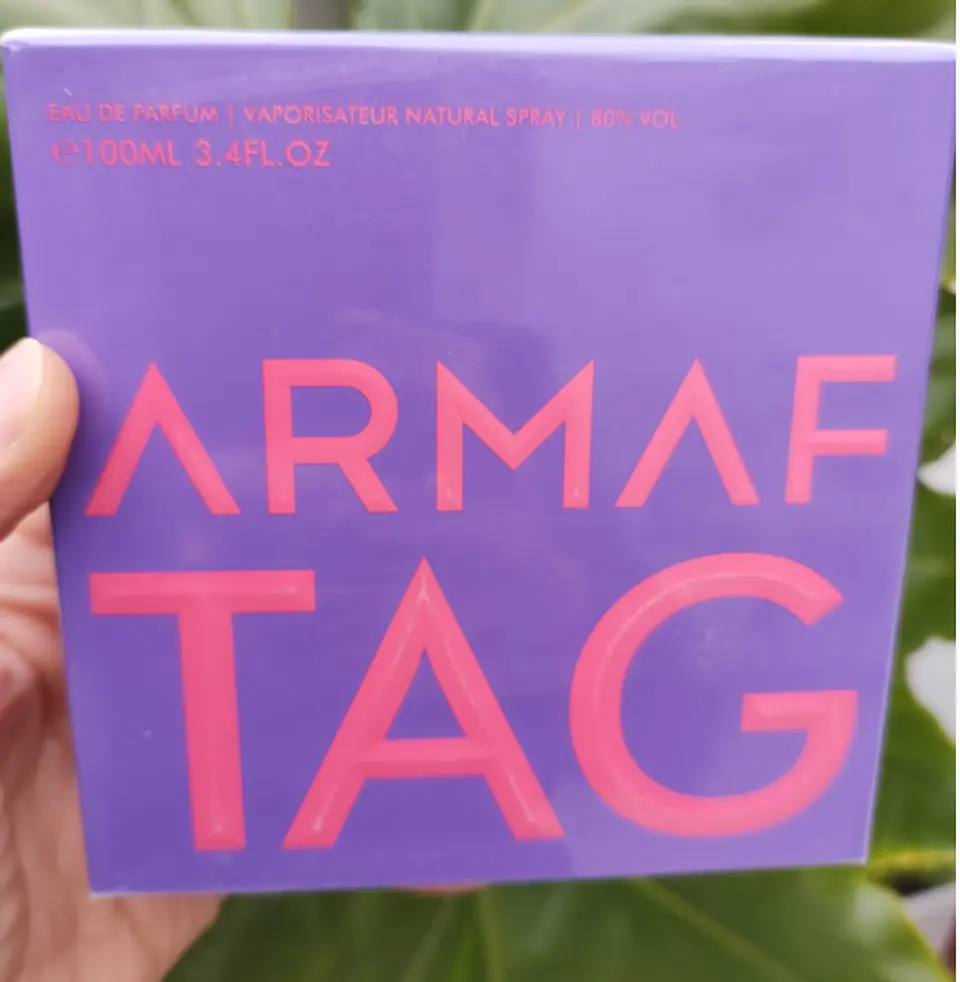 EAU DE PARFUM | VAPORISATEUR NATURAL SPRAY | 80% VOL.
℮100ML 3.4FL.OZ
ARMAF
TAG